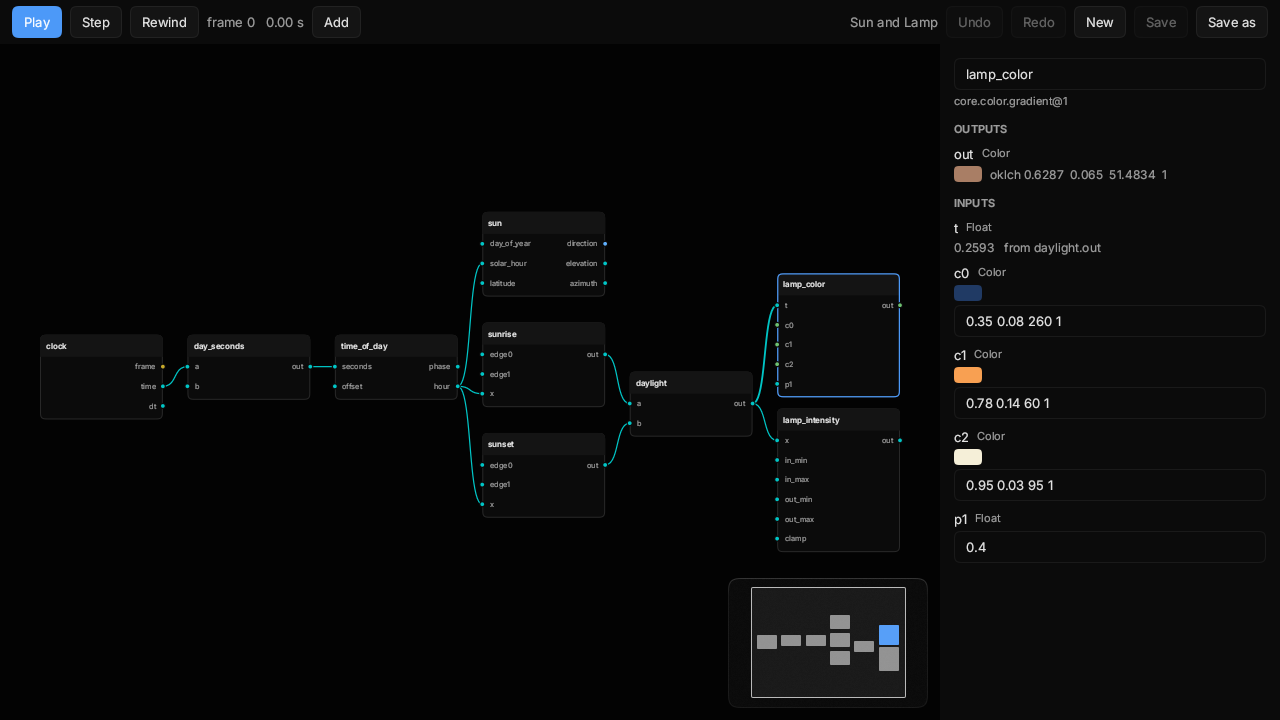 Play Step Rewind frame 0 0.00 s Add Sun and Lamp Undo Redo New Save Save as
sun
day_of_year direction
solar_hour elevation
latitude azimuth
clock
frame
time
dt
day_seconds
a out
b
time_of_day
seconds phase
offset hour
sunrise
edge0 out
edge1
x
sunset
edge0 out
edge1
x
daylight
a out
b
lamp_color
t out
c0
c1
c2
p1
lamp_intensity
x out
in_min
in_max
out_min
out_max
clamp
lamp_color
core.color.gradient@1
OUTPUTS
out Color
oklch 0.6287 0.065 51.4834 1
INPUTS
t Float
0.2593 from daylight.out
c0 Color
0.35 0.08 260 1
c1 Color
0.78 0.14 60 1
c2 Color
0.95 0.03 95 1
p1 Float
0.4